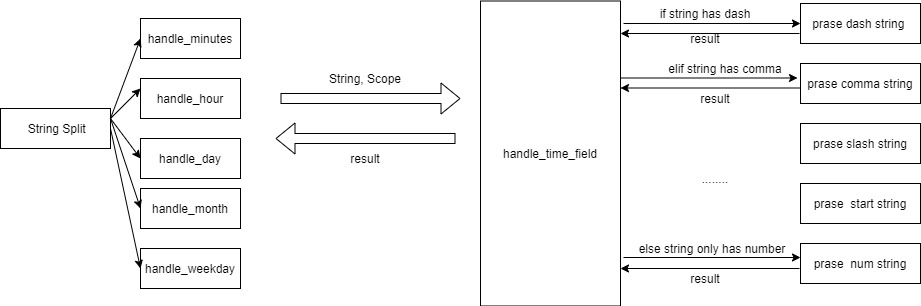 String Split
handle_minutes
handle_hour
handle_day
handle_month
handle_weekday
String, Scope
result
handle_time_field
if string has dash
result
elif string has comma
result
........
else string only has number
result
prase dash string
prase comma string
prase slash string
prase start string
prase num string